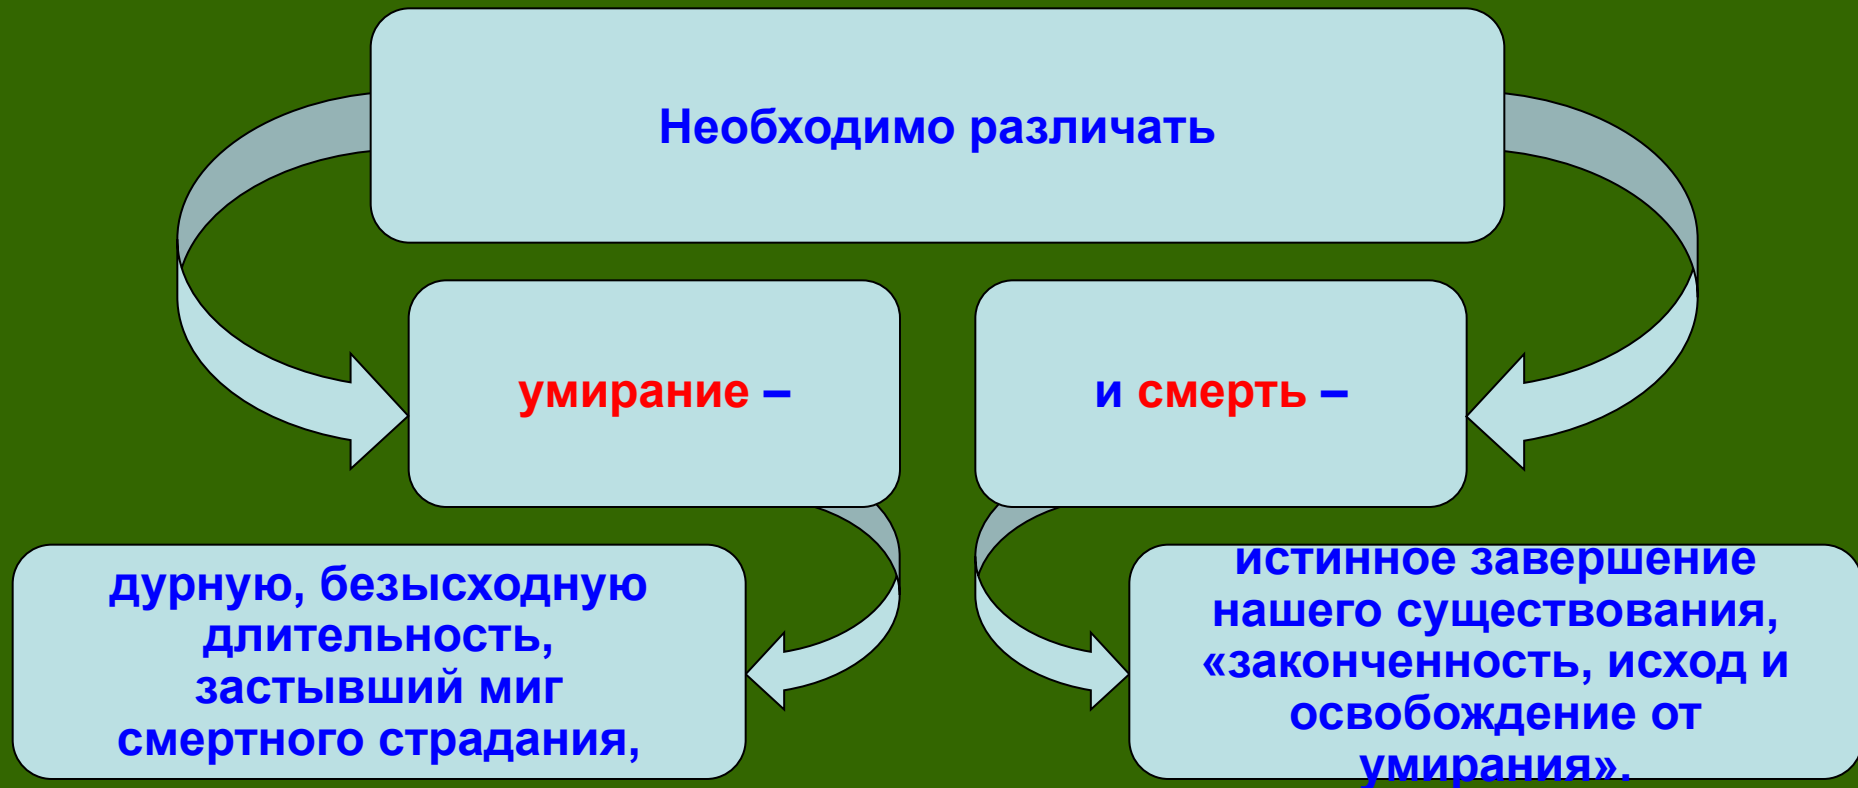 Необходимо различать
умирание –
и смерть –
дурную, безысходную
длительность,
застывший миг
смертного страдания,
истинное завершение
нашего существования,
«законченность, исход и
освобождение от
умирания».